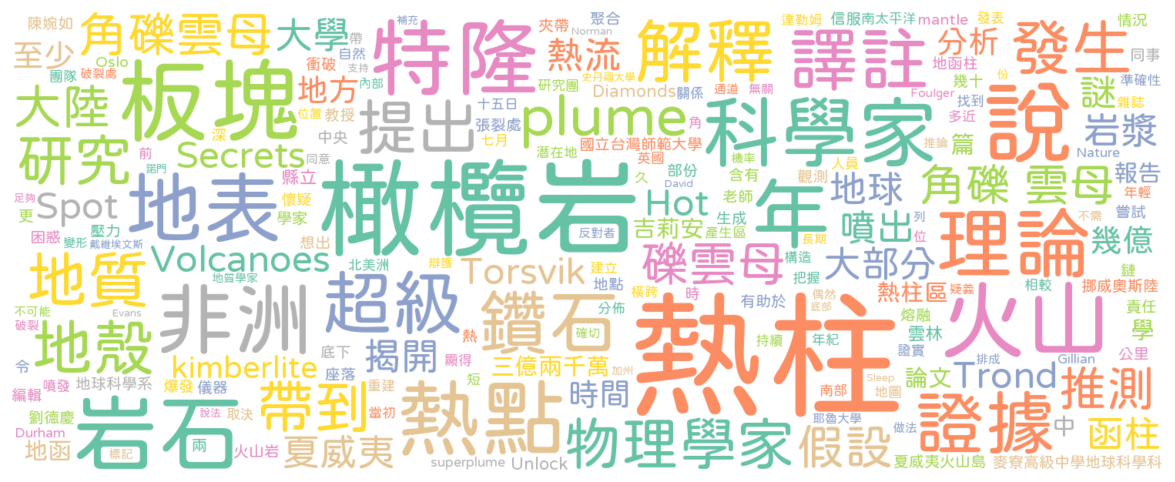 陳婉如 角礫雲母 大學 補充 帶 夾帶 聚合 Norman 達勒姆 信服南太平洋 mantle 發表 情況
至少 Oslo 自然 衝破 特隆 熱流 解釋 譯註 地函柱 分析 發生 同事
團隊 破裂處 內部 支持 研究團 史丹福大學 通道 無關 幾十 份 準確性
大陸 板塊 地方 位置 教授 十五日 Diamonds 關係 Foulger 找到 謎 雜誌
研究 深 中央 提出 張裂處 plume 角 科學家 多近 說 岩漿
前 諾門 同意 七月 國立台灣師範大學 機率 推論 篇 Nature
足夠 Secrets 縣立 潛在地 英國 部份 人員 報告
更 地表 懷疑 橄欖岩 Hot 含有 觀測 年 地球 角礫 雲母 年輕
Spot 壓力 學家 久 David 老師 列 做法 嘗試
困惑 變形 戴維埃文斯 想出 反對者 吉莉安 生成 產生區 噴出 位 不需 理論 幾億
Volcanoes 北美洲 辯護 Torsvik 建立 礫雲母 構造 長期 大部分 鏈
地質 地質學家 地點 橫跨 時 把握 偶然 疑義 相較 挪威奧斯陸
不可能 非洲 超級 鑽石 分佈 有助於 底部 熱柱區 責任
破裂 Evans 確切 熱柱 持續 熔融 雲林 火山 學
地殼 kimberlite 揭開 熱 顯得 三億兩千萬 年紀 證實 排成 Gillian 公里
令 底下 座落 短 加州 時間 南部 Sleep 論文 Trond 推測
編輯 噴發 地球科學系 爆發 儀器 重建 地圖
劉德慶 岩石 說法 帶到 取決 當初 熱點 耶魯大學 證據 中 函柱
Durham 兩 物理學家 假設
地函 標記 火山岩 夏威夷 superplume Unlock 夏威夷火山島 麥寮高級中學地球科學科